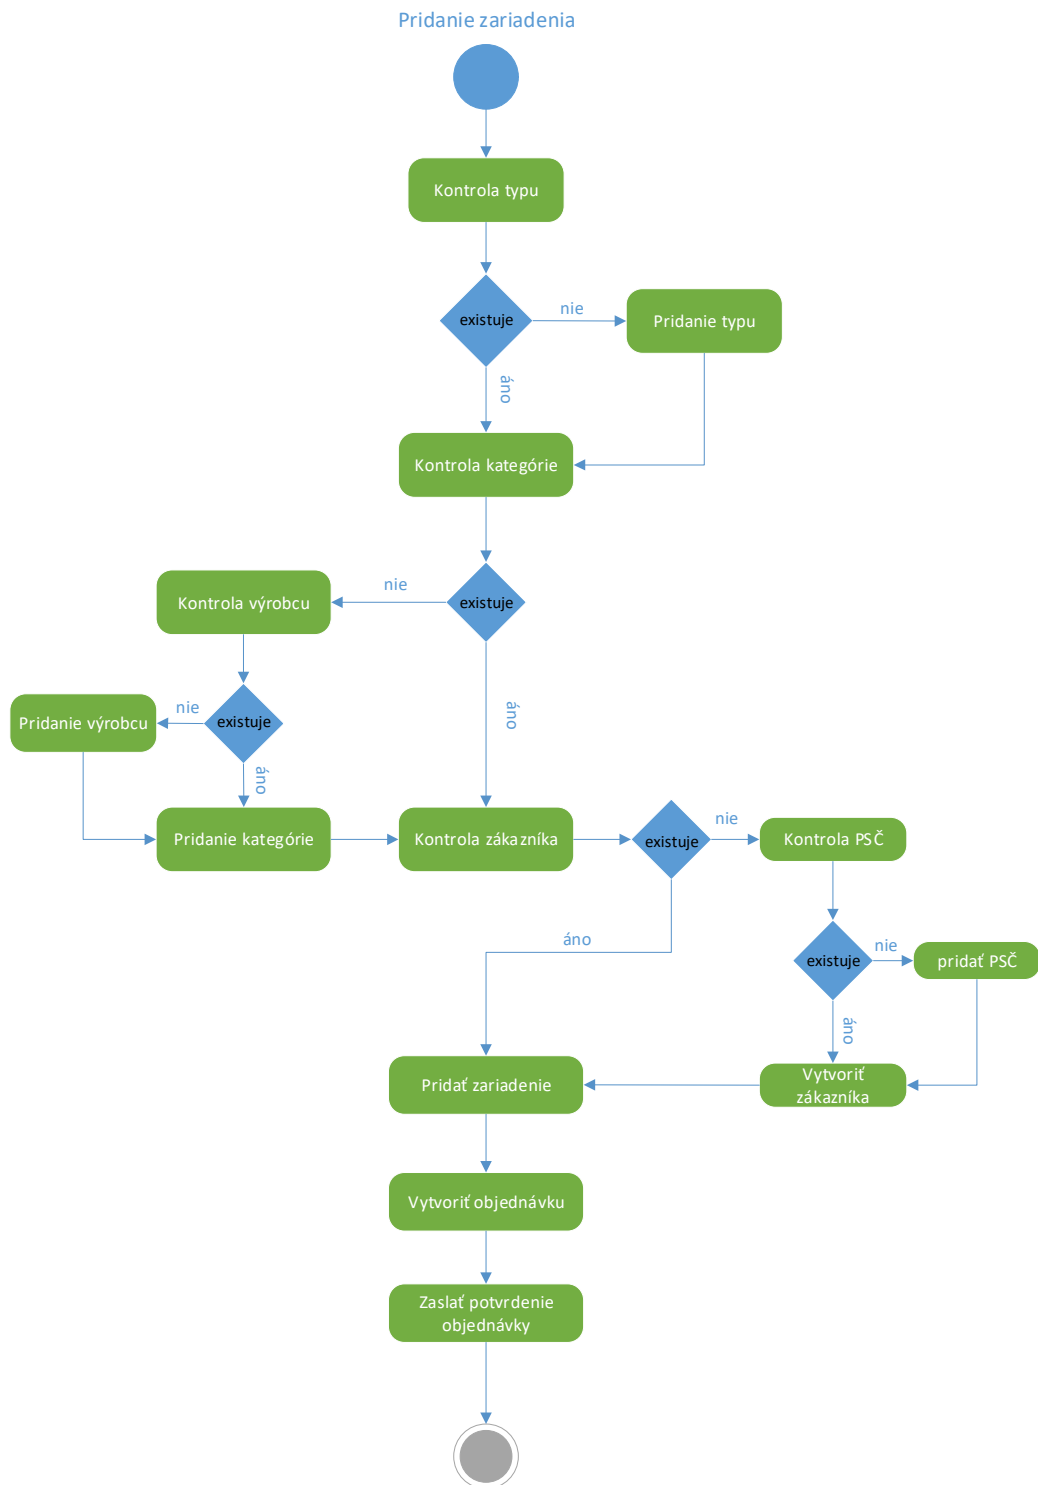 Pridanie zariadenia
Kontrola typu
existuje
nie
Pridanie typu
áno
Kontrola kategórie
nie
existuje
Kontrola výrobcu
áno
nie
existuje
Pridanie výrobcu
áno
Pridanie kategórie
Kontrola zákazníka
existuje
nie
Kontrola PSČ
áno
existuje
nie
pridať PSČ
áno
Vytvoriť
zákazníka
Pridať zariadenie
Vytvoriť objednávku
Zaslať potvrdenie
objednávky